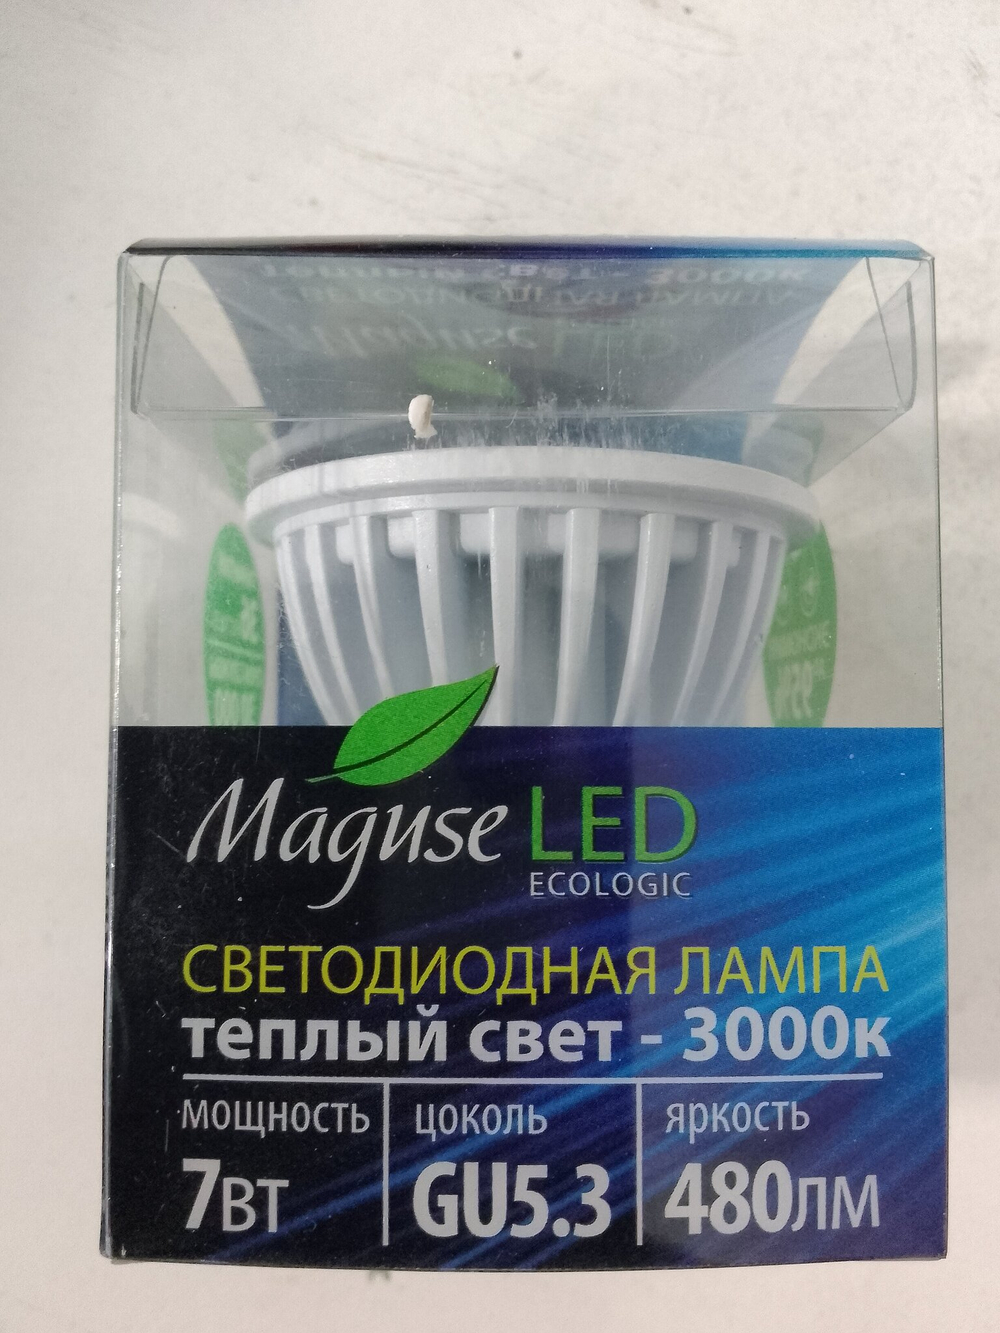 Maguse LED
ECOLOGIC
СВЕТОДИОДНАЯ ЛАМПА
теплый свет - 3000к
мощность цоколь яркость
7ВТ GU5.3 480ЛМ